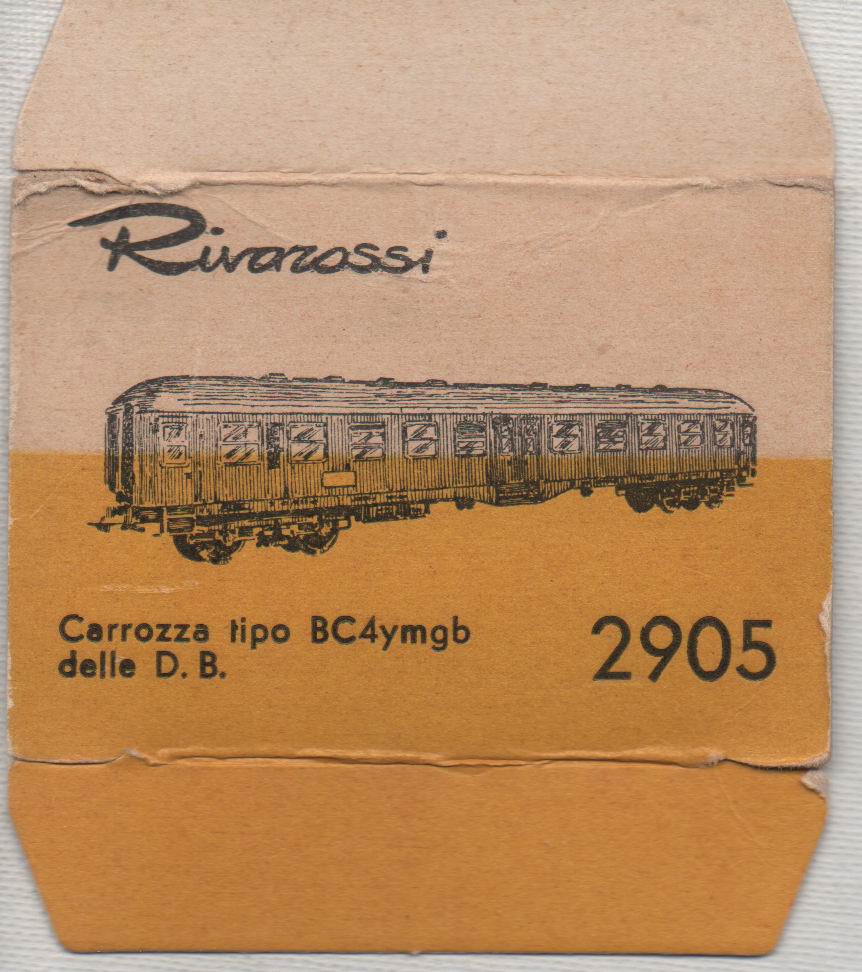 Rivarossi
Carrozza tipo BC4ymgb
delle D. B.
2905